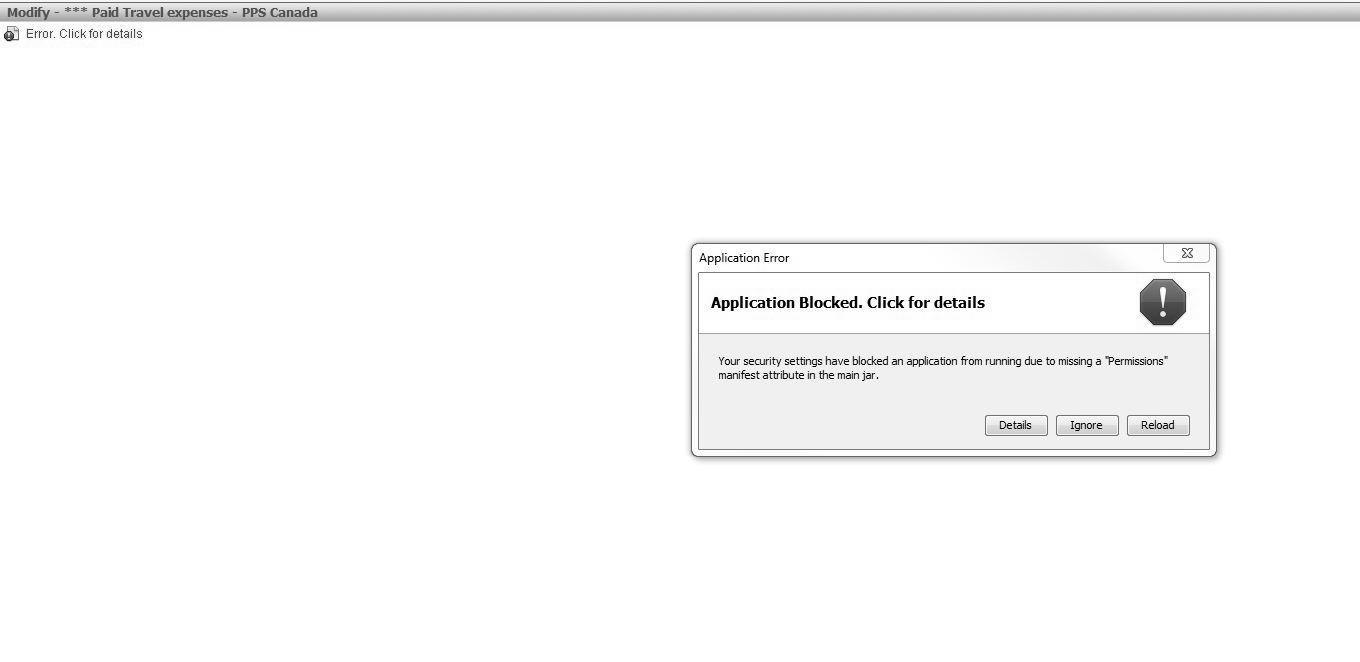 Modify - *** Paid Travel expenses - PPS Canada
Error. Click for details
Application Error
Application Blocked. Click for details
Your security settings have blocked an application from running due to missing a "Permissions"
manifest attribute in the main jar.
Details Ignore Reload